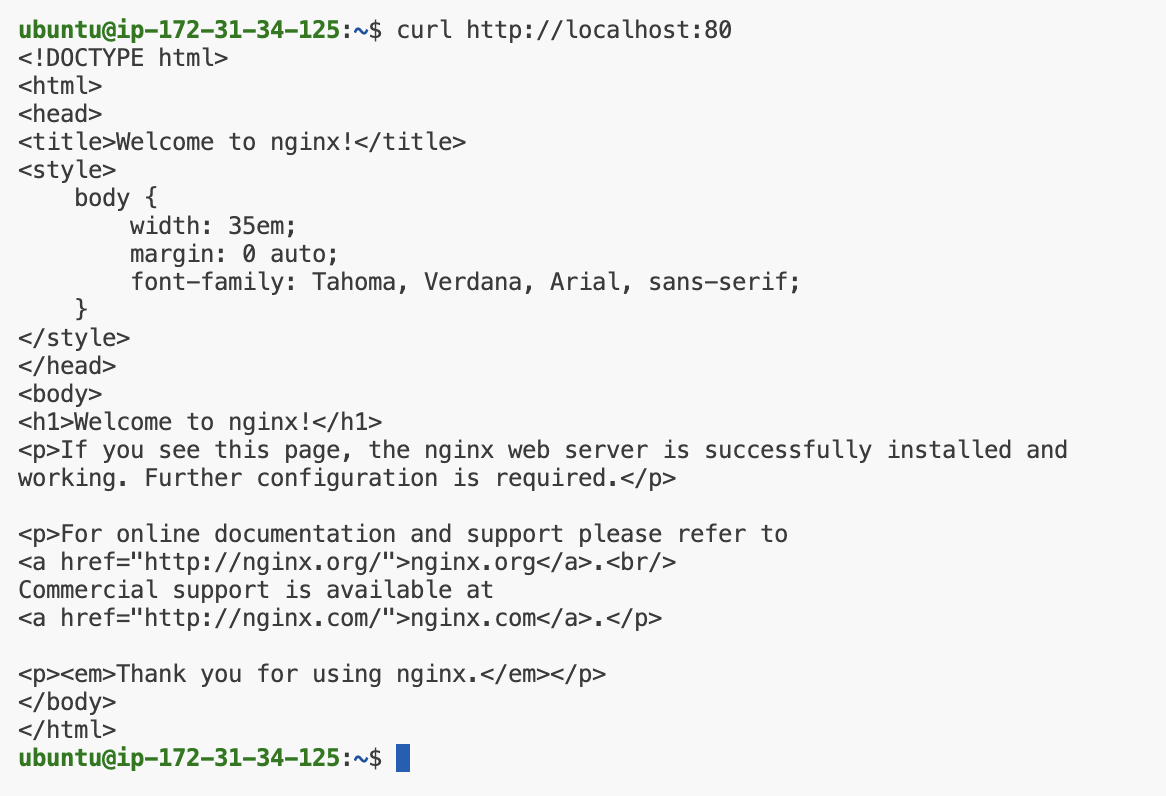 ubuntu@ip-172-31-34-125:~$ curl http://localhost:80
<!DOCTYPE html>
<html>
<head>
<title>Welcome to nginx!</title>
<style>
    body {
        width: 35em;
        margin: 0 auto;
        font-family: Tahoma, Verdana, Arial, sans-serif;
    }
</style>
</head>
<body>
<h1>Welcome to nginx!</h1>
<p>If you see this page, the nginx web server is successfully installed and
working. Further configuration is required.</p>

<p>For online documentation and support please refer to
<a href="http://nginx.org/">nginx.org</a>.<br/>
Commercial support is available at
<a href="http://nginx.com/">nginx.com</a>.</p>

<p><em>Thank you for using nginx.</em></p>
</body>
</html>
ubuntu@ip-172-31-34-125:~$